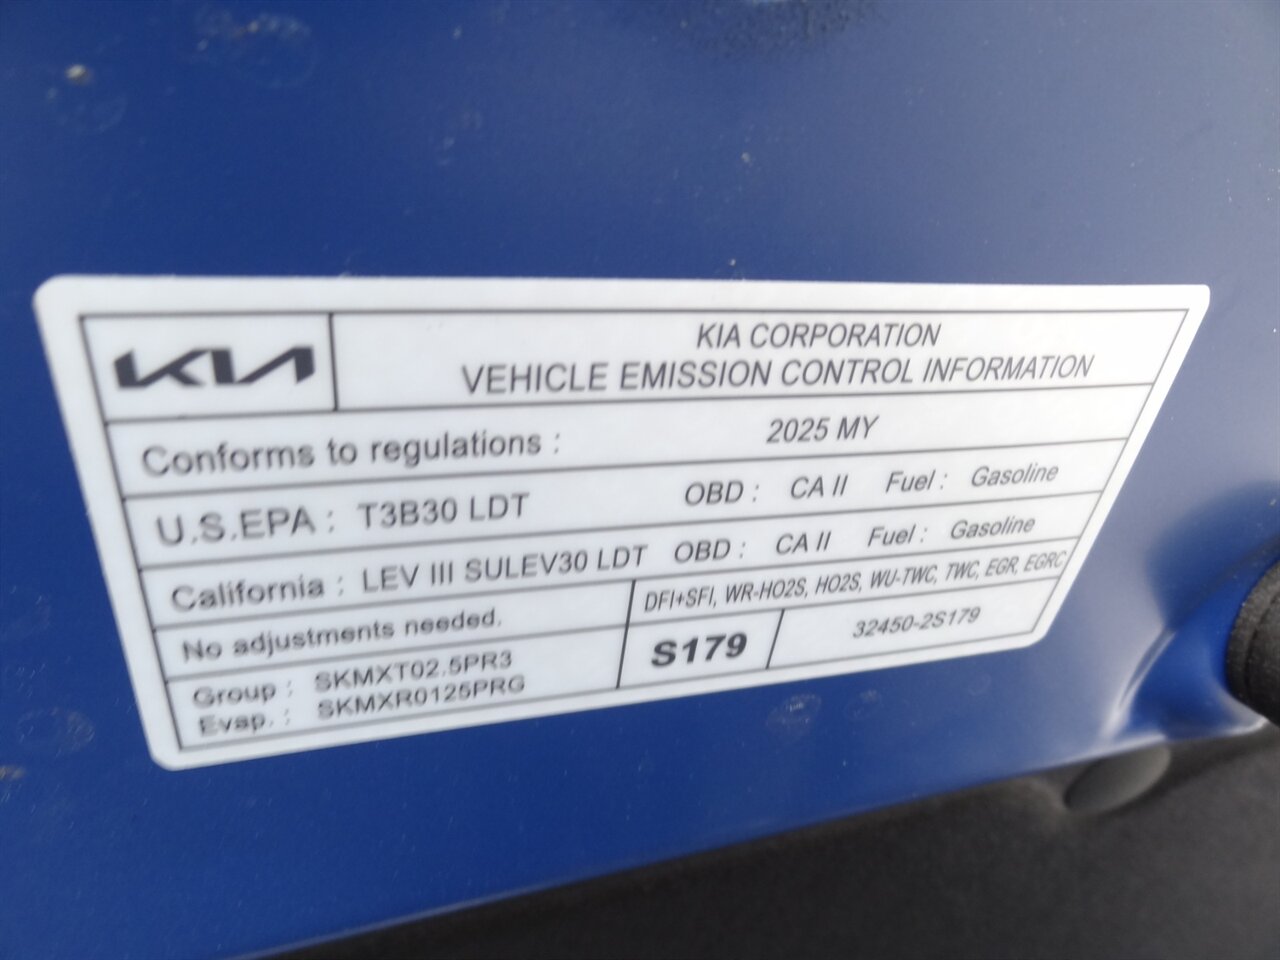 KIA
KIA CORPORATION
VEHICLE EMISSION CONTROL INFORMATION
Conforms to regulations : 2025 MY
U.S.EPA : T3B30 LDT OBD : CA II Fuel : Gasoline
California : LEV III SULEV30 LDT OBD : CA II Fuel : Gasoline
No adjustments needed.
DFI+SFI, WR-HO2S, HO2S, WU-TWC, TWC, EGR, EGRC
Group : SKMXT02.5PR3
Evap. : SKMXR0125PRG
S179
32450-2S179